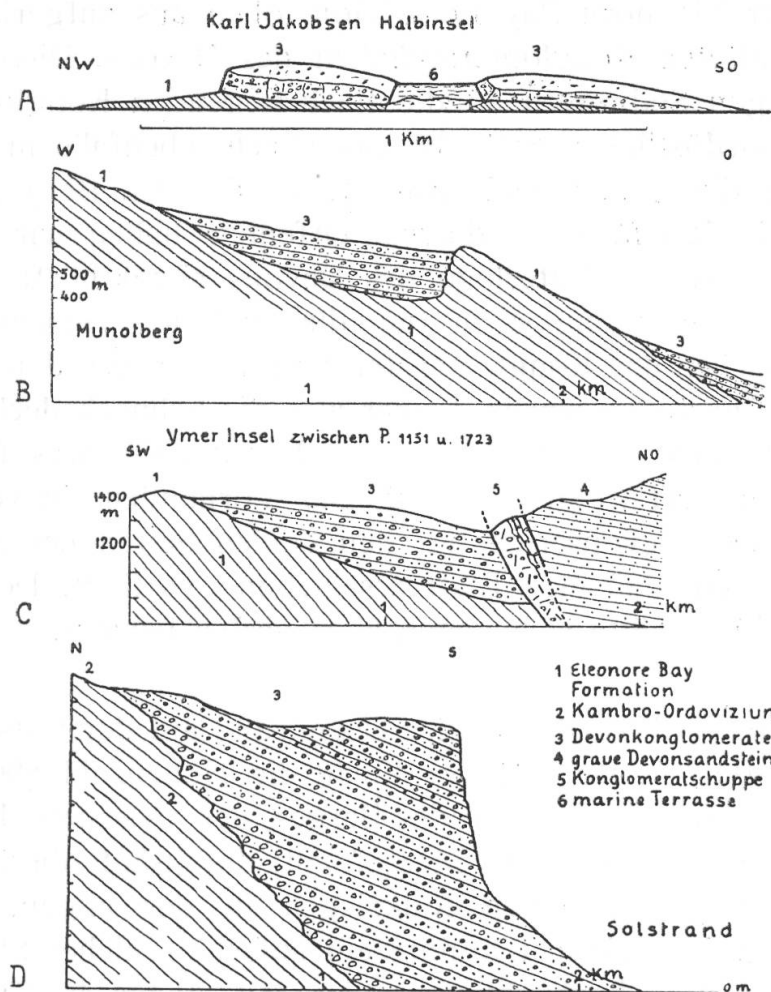 Karl Jakobsen Halbinsel
NW 3 3 SO
1 6
A
1 Km
W O
1
3
500 m 1
400
3
Munotberg 1
B
1 2 Km
Ymer Insel zwischen P. 1151 u. 1723
SW NO
1 3 5 4
1400
m
1200
1
C 1 2 Km
N S
2 3
1 Eleonore Bay
Formation
2 Kambro-Ordovizium
3 Devonkonglomerate
4 graue Devonsandstein
5 Konglomeratschuppe
6 marine Terrasse
2
Solstrand
D 1 2 Km 0 m